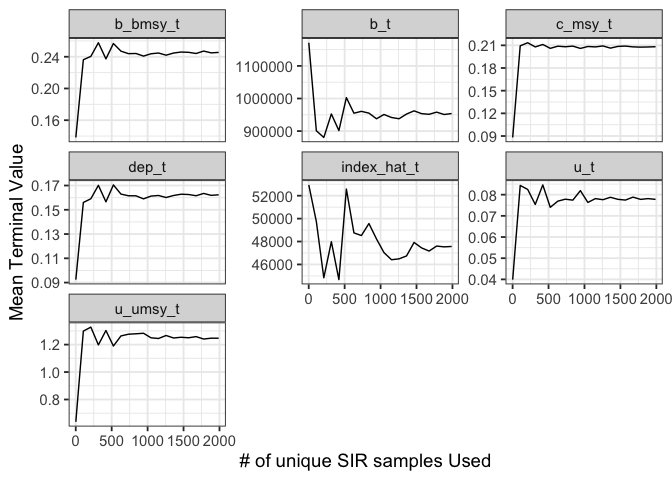 b_bmsy_t
b_t
c_msy_t
0.24
0.20
0.16
1100000
1000000
900000
0.21
0.18
0.15
0.12
0.09
dep_t
index_hat_t
u_t
0.17
0.15
0.13
0.11
0.09
52000
50000
48000
46000
0.08
0.07
0.06
0.05
0.04
0 500 1000 1500 2000
0 500 1000 1500 2000
u_umsy_t
1.2
1.0
0.8
0 500 1000 1500 2000
Mean Terminal Value
# of unique SIR samples Used